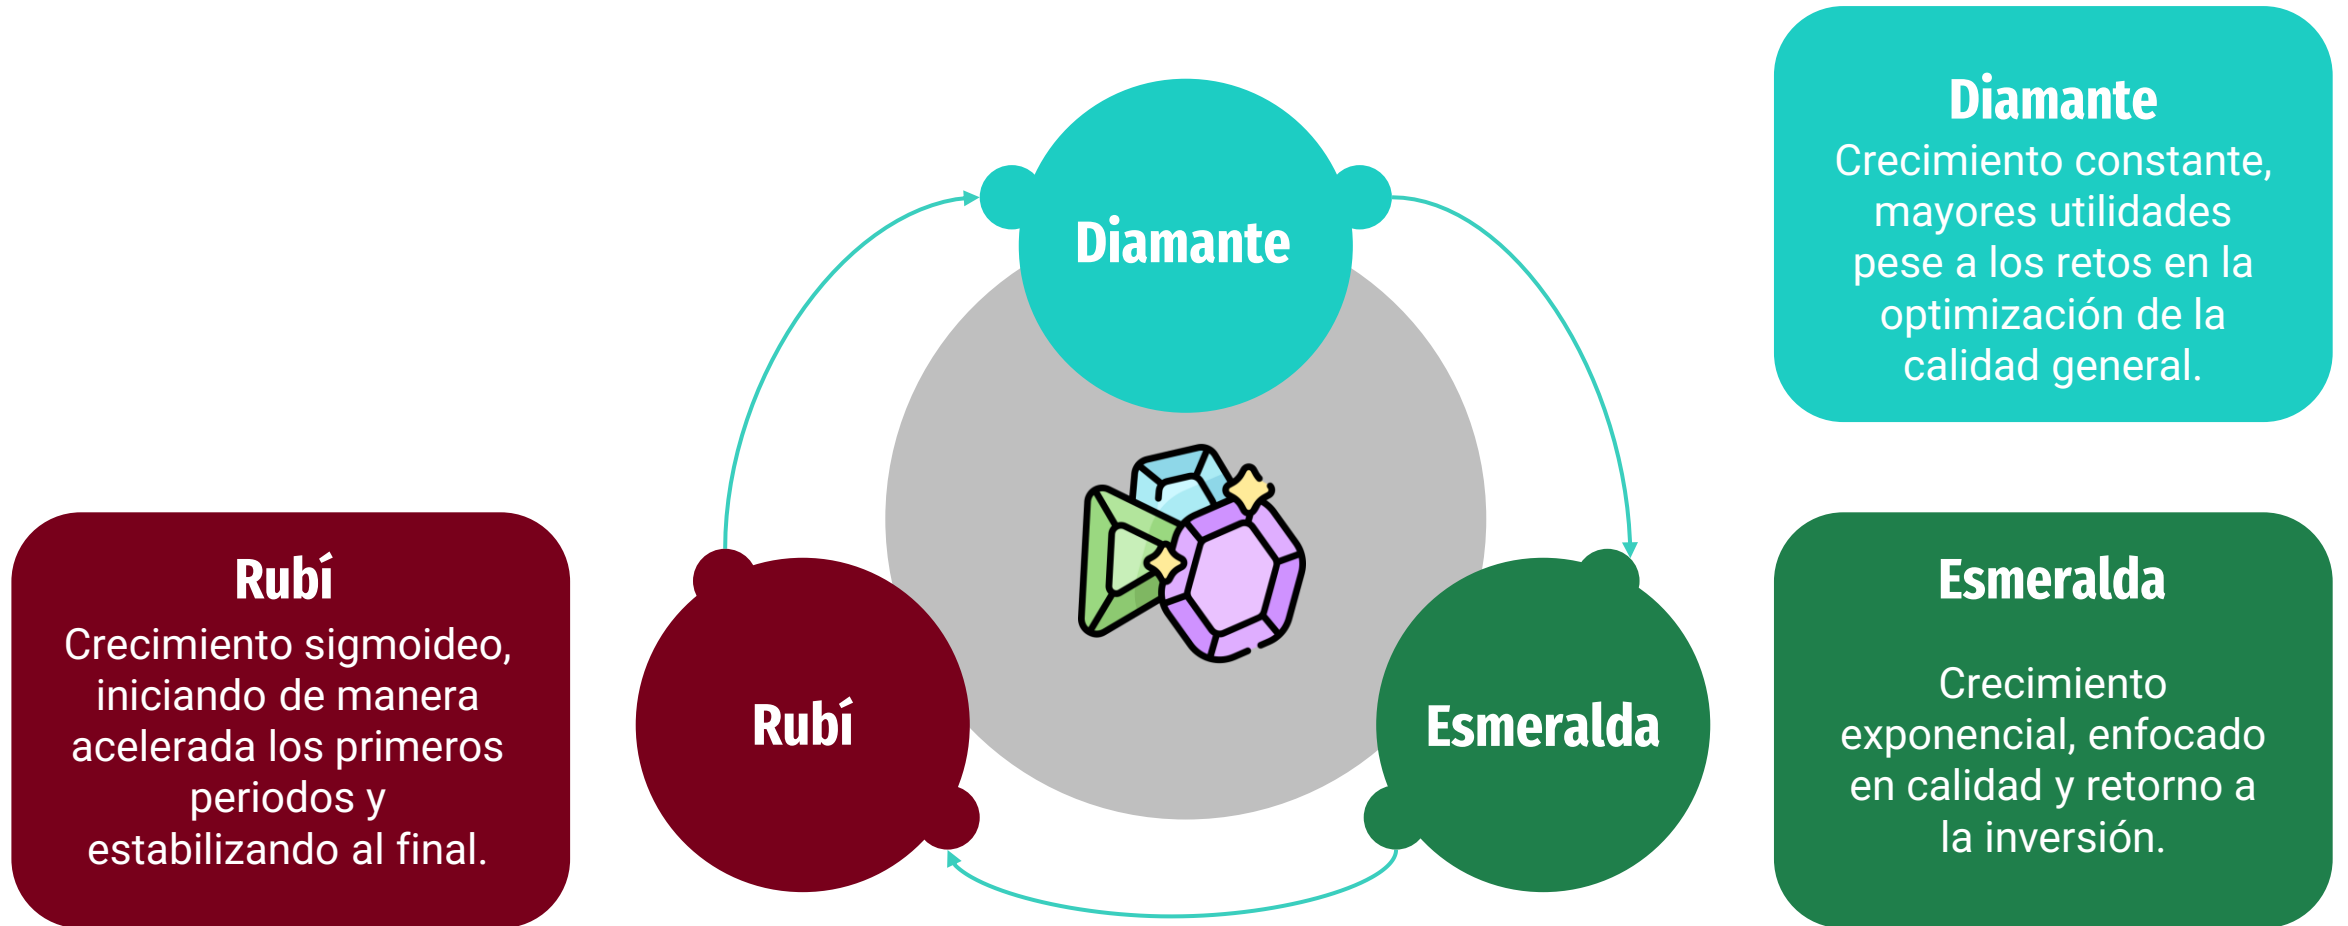 Diamante
Crecimiento constante,
mayores utilidades
pese a los retos en la
optimización de la
calidad general.
Diamante
Rubí
Crecimiento sigmoideo,
iniciando de manera
acelerada los primeros
periodos y
estabilizando al final.
Rubí
Esmeralda
Esmeralda
Crecimiento
exponencial, enfocado
en calidad y retorno a
la inversión.